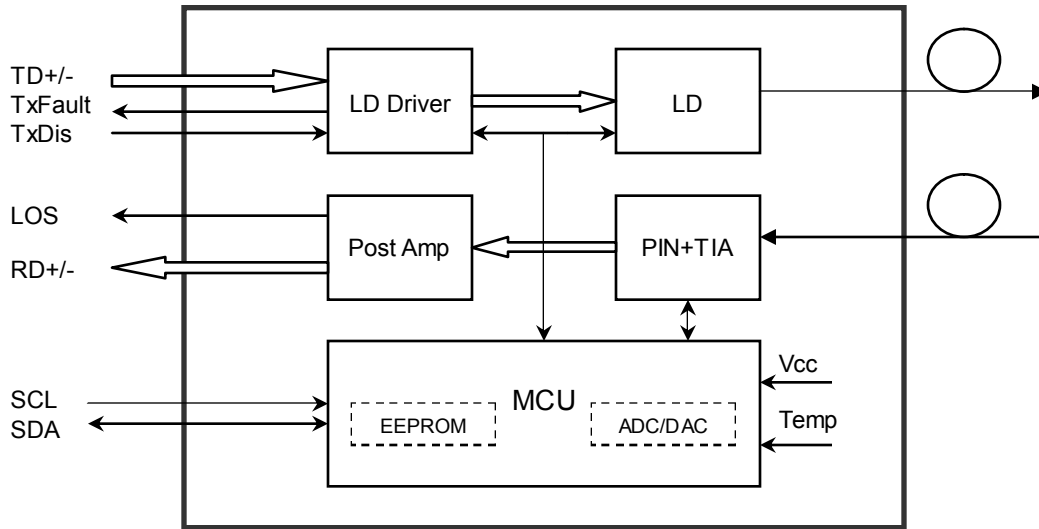 TD+/-
TxFault
TxDis
LD Driver
LD
LOS
RD+/-
Post Amp
PIN+TIA
SCL
SDA
MCU
EEPROM
ADC/DAC
Vcc
Temp